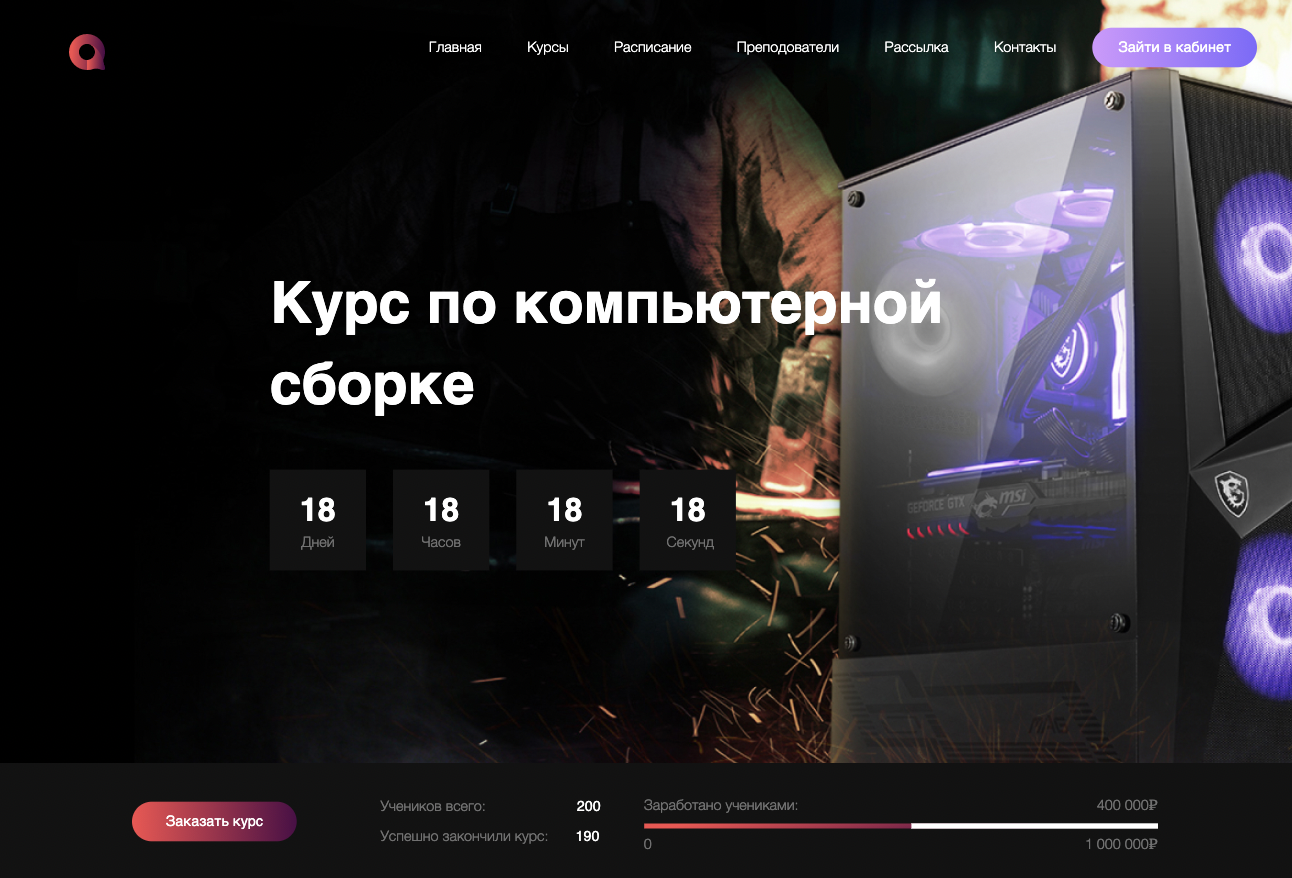 Главная Курсы Расписание Преподователи Рассылка Контакты Зайти в кабинет
Курс по компьютерной
сборке
18 18 18 18
Дней Часов Минут Секунд
GEFORCE GTX msi
Заказать курс
Учеников всего: 200
Успешно закончили курс: 190
Заработано учениками: 400 000₽
0 1 000 000₽